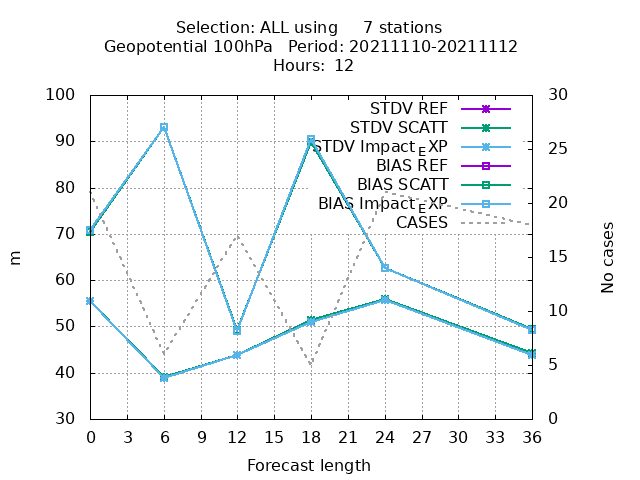 Selection: ALL using     7 stations
Geopotential 100hPa   Period: 20211110-20211112
Hours: 12
100
90
80
70
60
50
40
30
30
25
20
15
10
5
0
STDV REF
STDV SCATT
STDV Impact_EXP
BIAS REF
BIAS SCATT
BIAS Impact_EXP
CASES
m
No cases
0 3 6 9 12 15 18 21 24 27 30 33 36
Forecast length